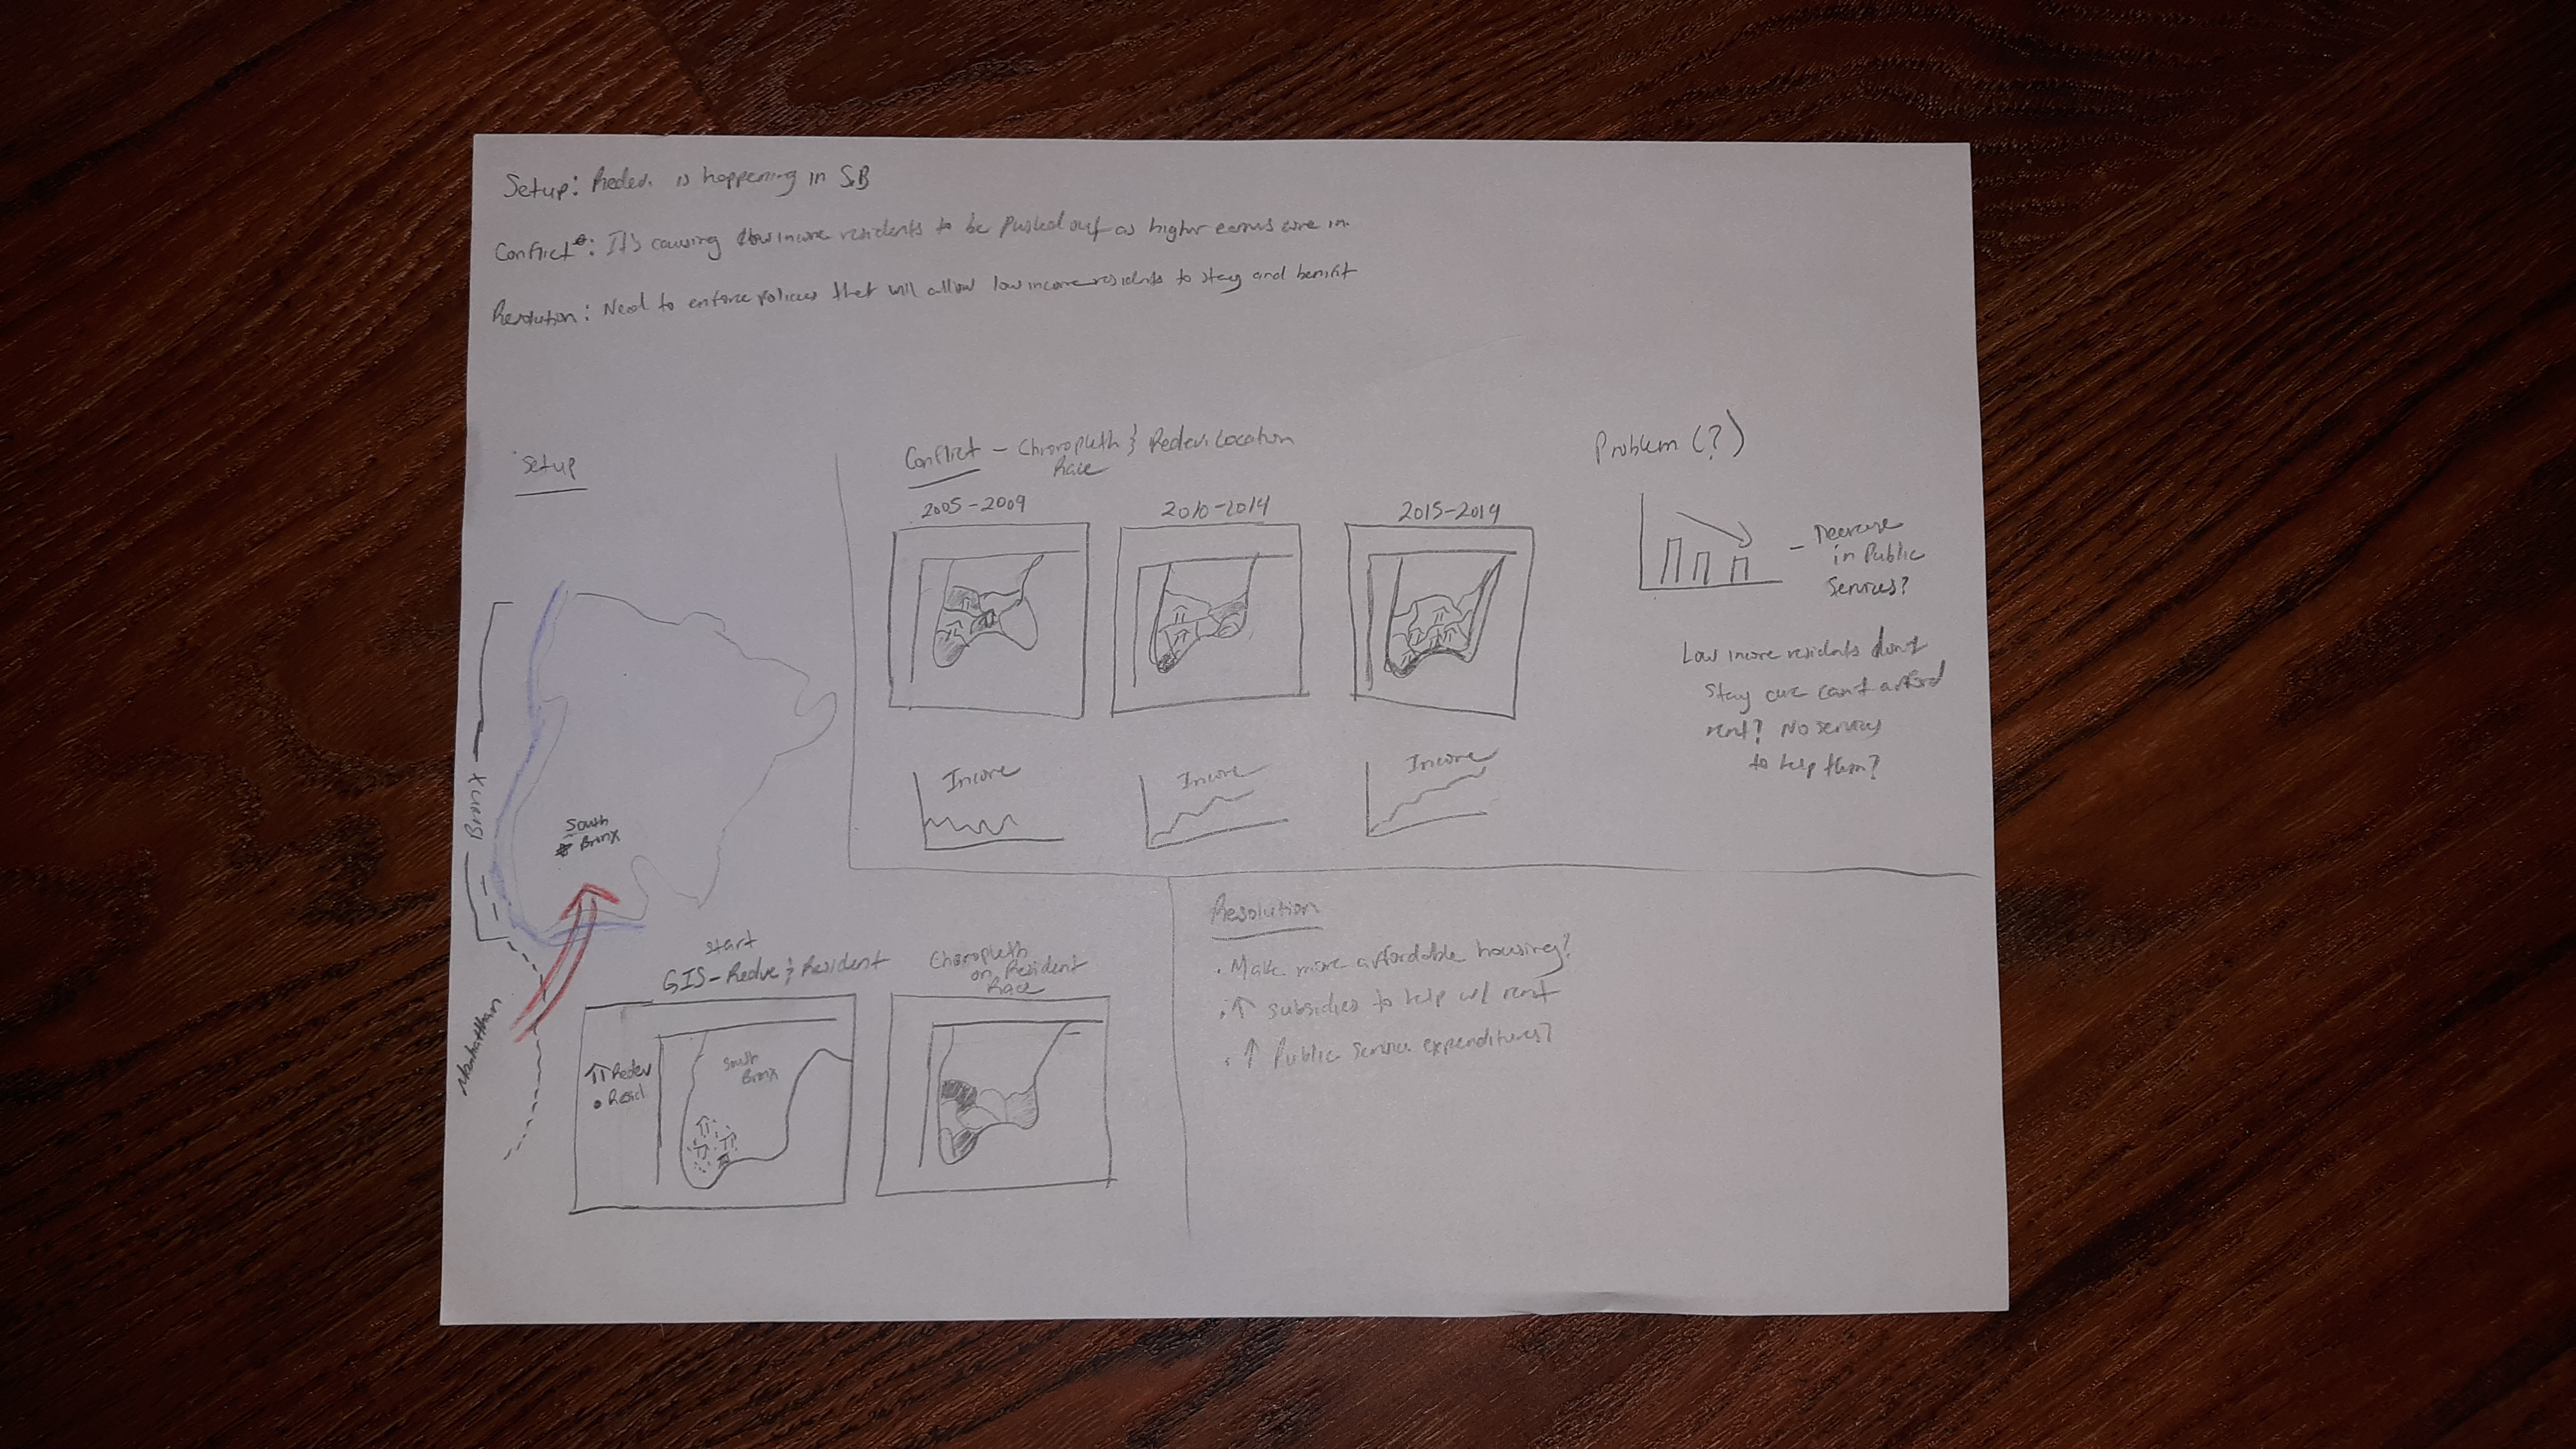 Setup: Redev. is happening in SB
Conflict: It's causing low income residents to be pushed out as higher earners come in.
Resolution: Need to enforce policies that will allow low income residents to stay and benifit
Setup
Bronx
South
Bronx
Manhattan
start
GIS-Redve & Resident
Redev
Resid
South
Bronx
Choropleth
on Resident
Race
Conflict - Choropleth & Redev. Location
Race
2005-2009
2010-2014
2015-2019
Income
Income
Income
Problem (?)
- Decrease
in Public
Services?
Low income residents don't
stay cuz can't afford
rent? No services
to help them?
Resolution
• Make more affordable housing?
• ↑ subsidies to help w/ rent
• ↑ Public Service expenditures?